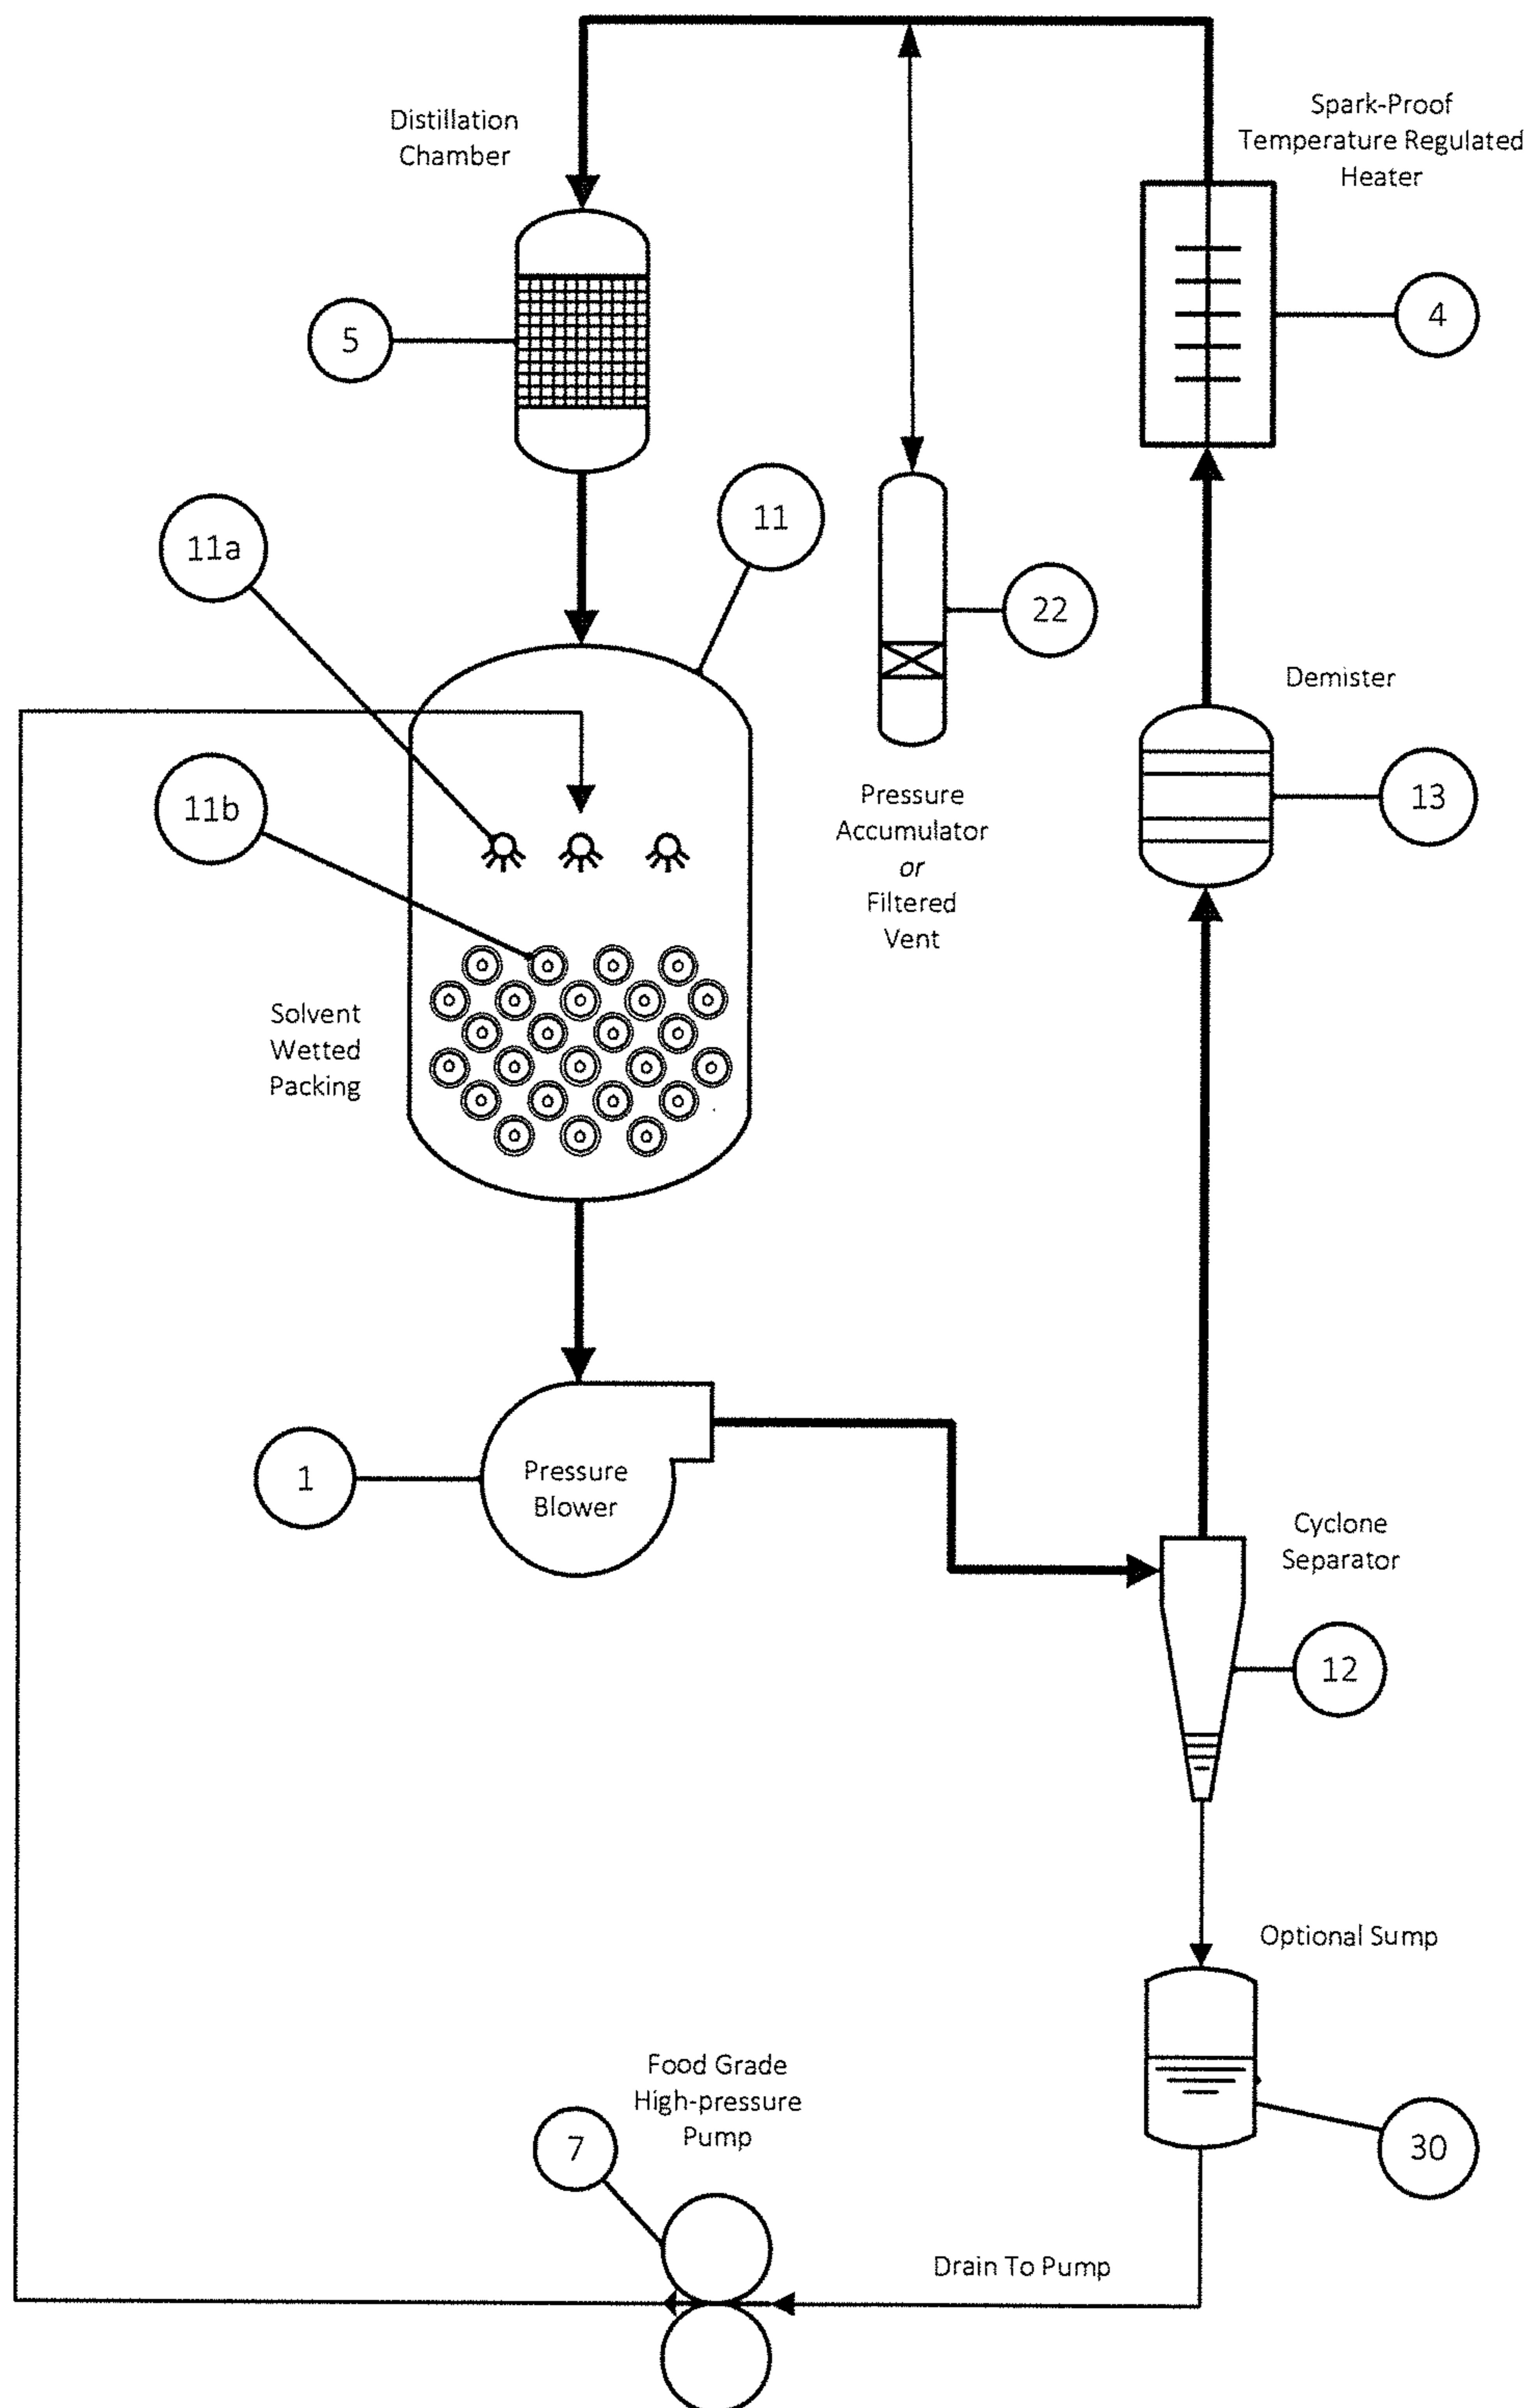 Distillation
Chamber
Spark-Proof
Temperature Regulated
Heater
5
4
11
11a
22
Demister
13
11b
Pressure
Accumulator
or
Filtered
Vent
Solvent
Wetted
Packing
1
Pressure
Blower
Cyclone
Separator
12
Optional Sump
Food Grade
High-pressure
Pump
7
30
Drain To Pump